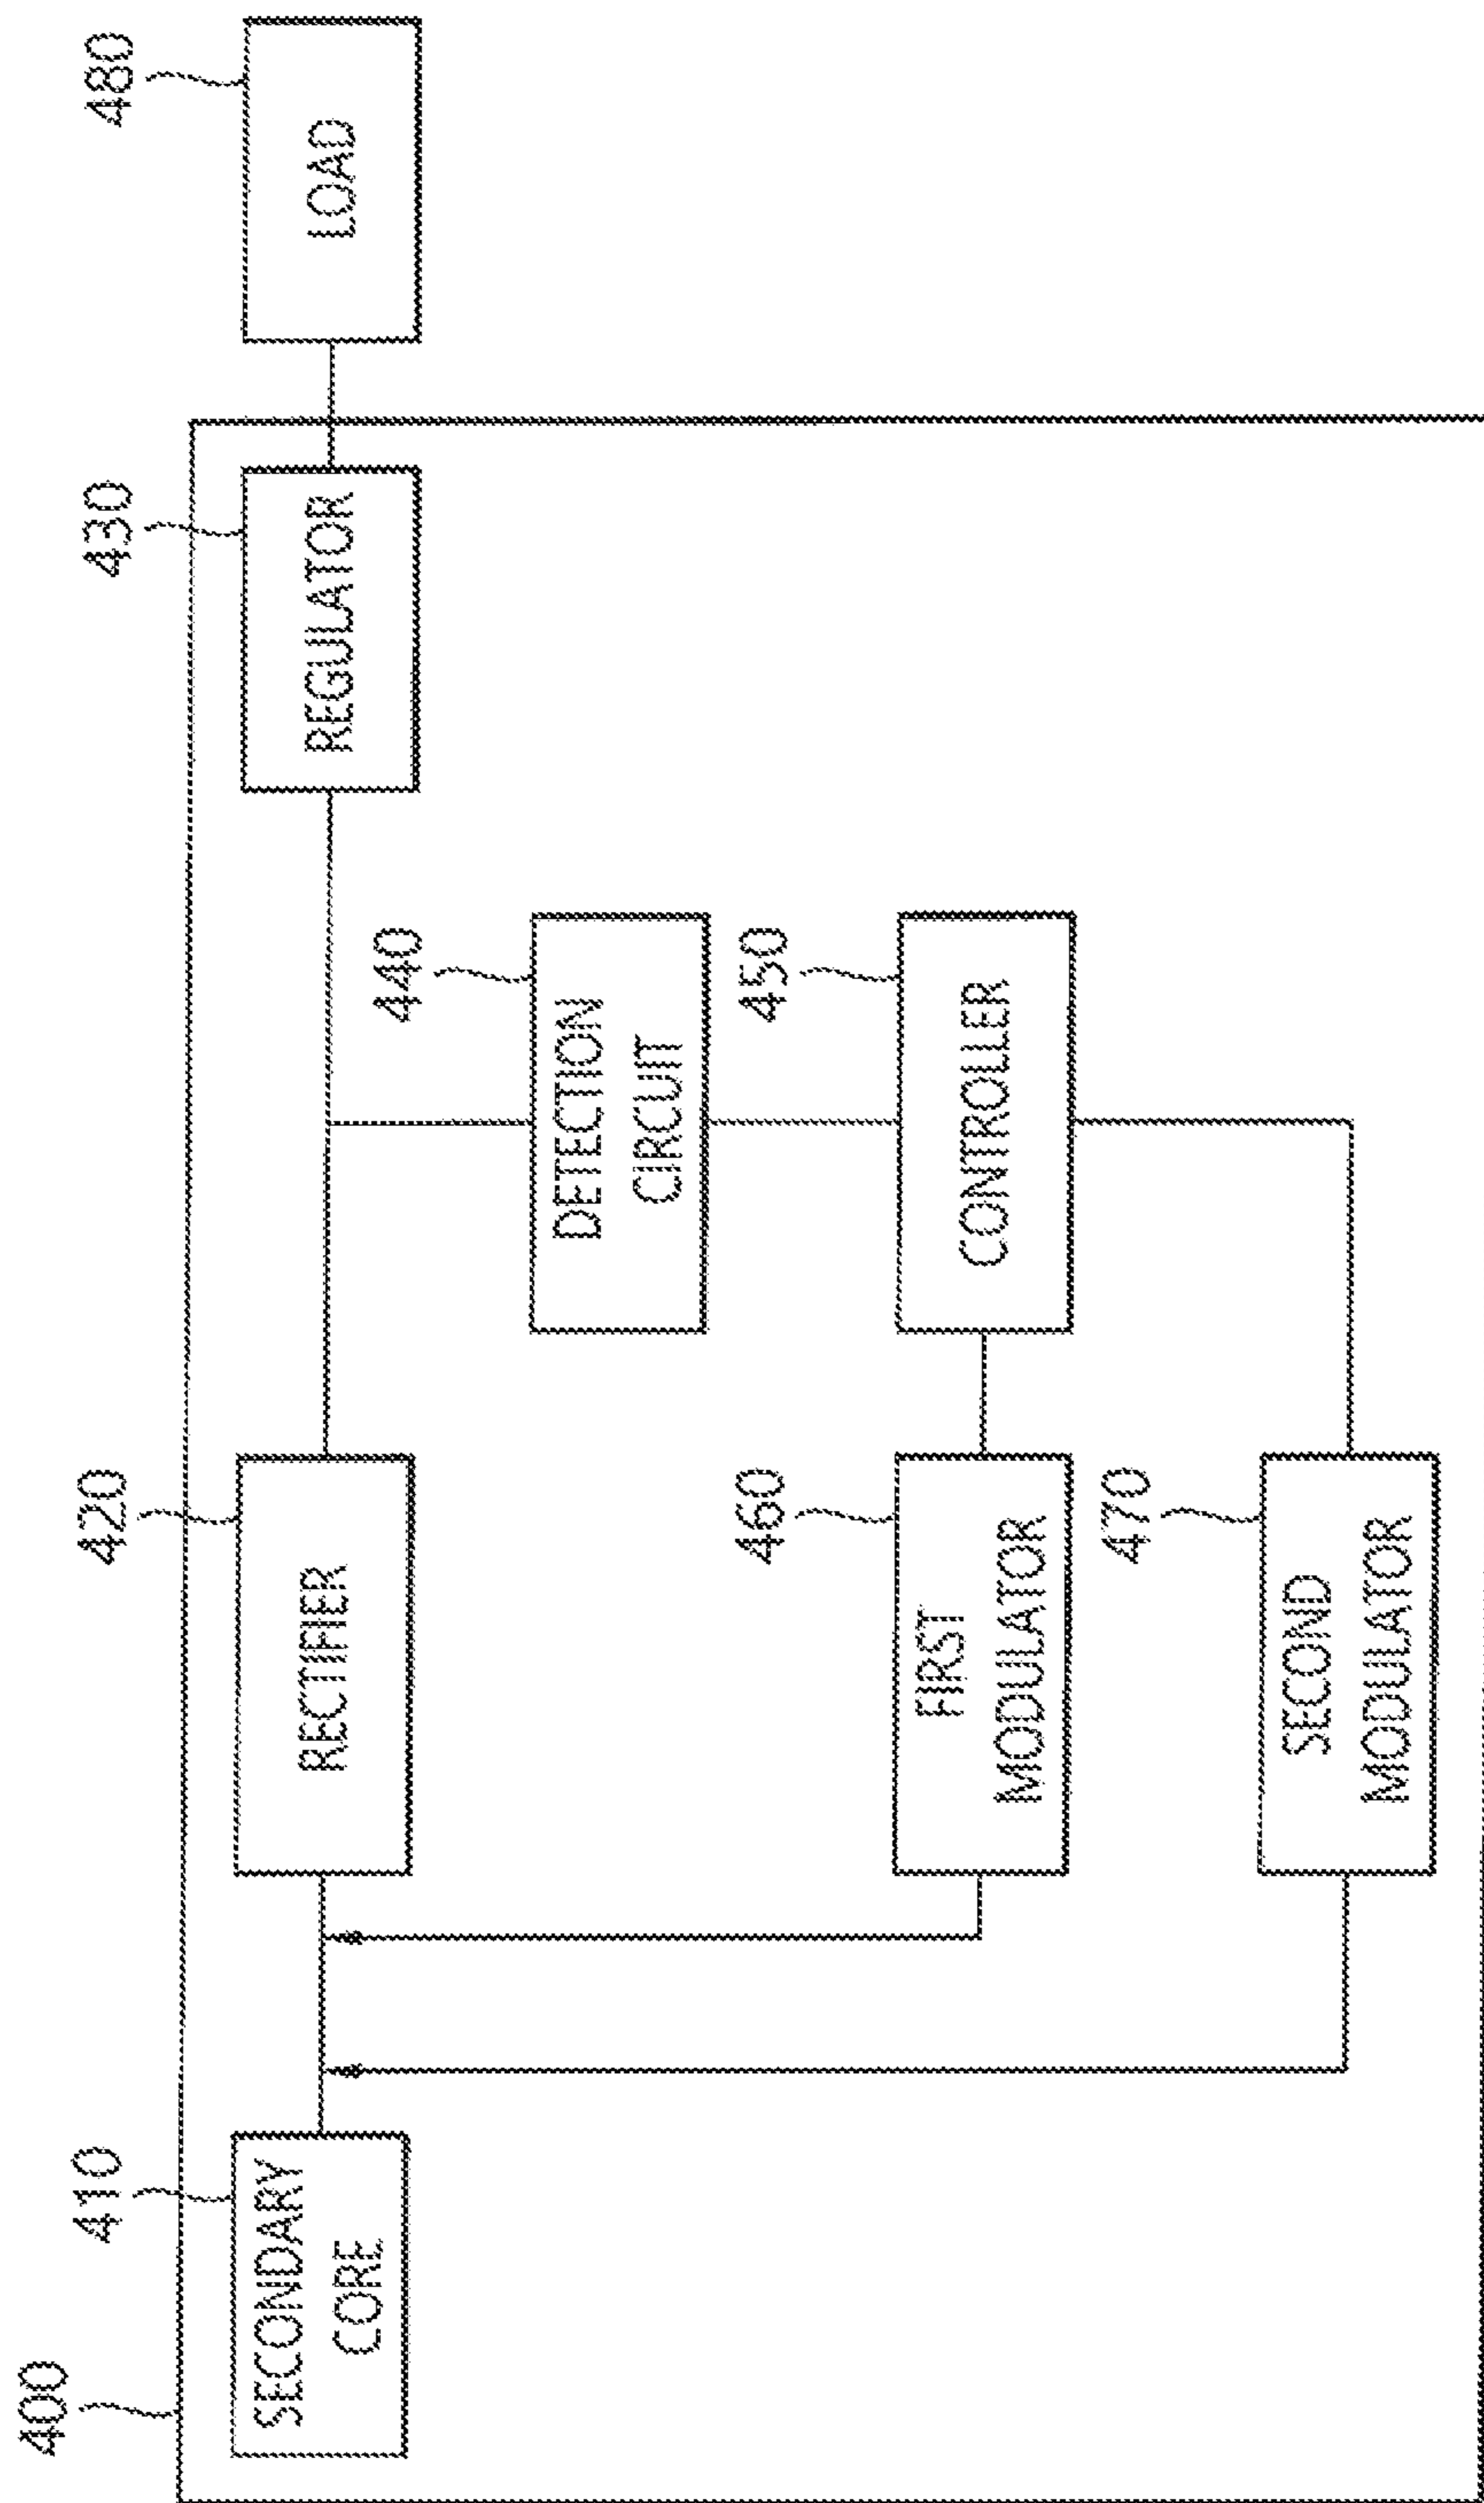 400
410
SECONDARY
CORE
420
RECTIFIER
430
REGULATOR
480
LOAD
440
DETECTION
CIRCUIT
450
CONTROLLER
460
FIRST
MODULATOR
470
SECOND
MODULATOR